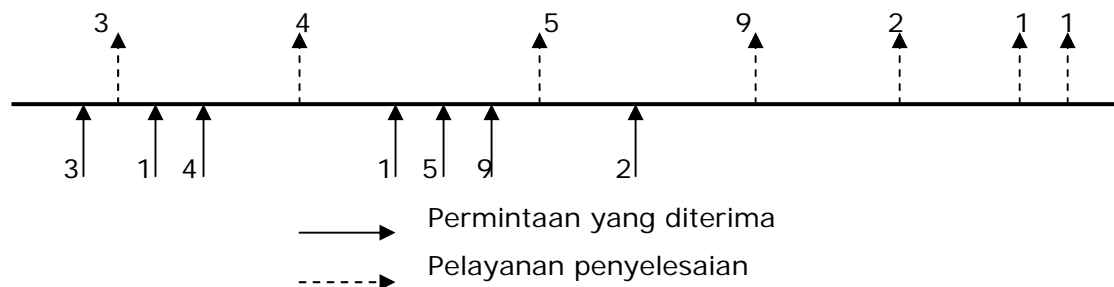 3 4 5 9 2 1 1
3 1 4 1 5 9 2
Permintaan yang diterima
Pelayanan penyelesaian